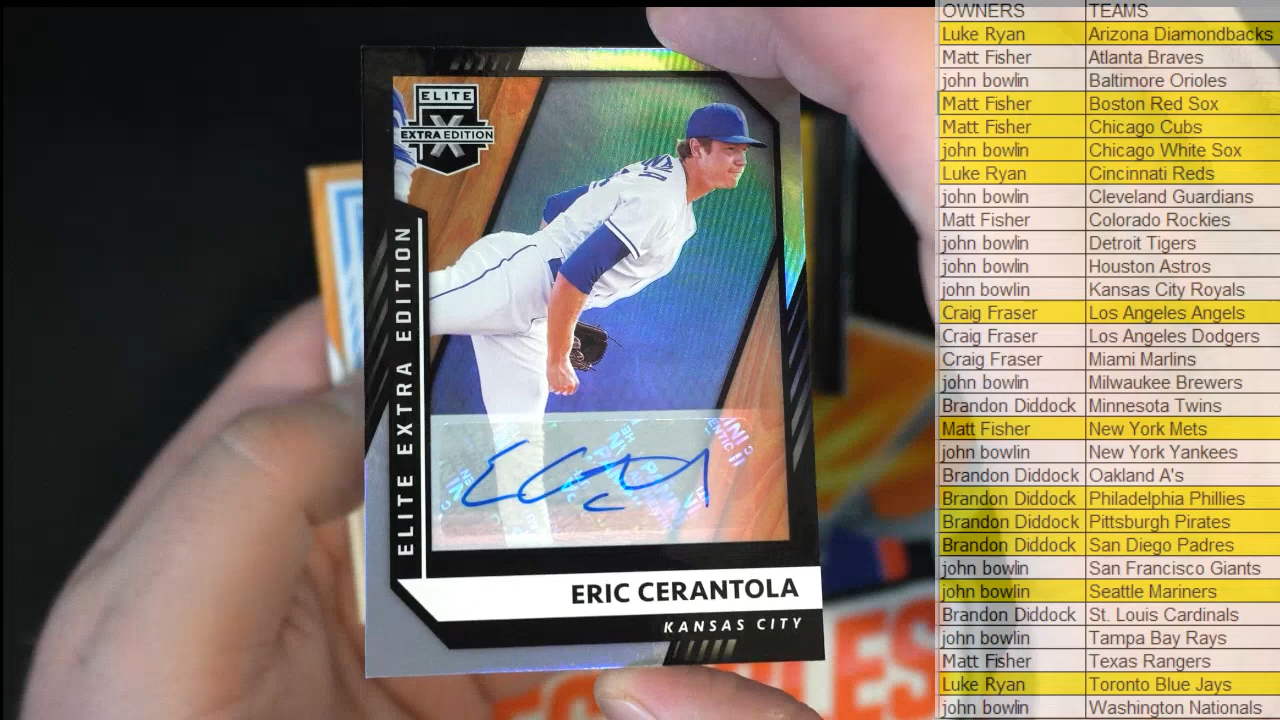 ELITE
X
EXTRA EDITION
ELITE EXTRA EDITION
ERIC CERANTOLA
KANSAS CITY
OWNERS TEAMS
Luke Ryan Arizona Diamondbacks
Matt Fisher Atlanta Braves
john bowlin Baltimore Orioles
Matt Fisher Boston Red Sox
Matt Fisher Chicago Cubs
john bowlin Chicago White Sox
Luke Ryan Cincinnati Reds
john bowlin Cleveland Guardians
Matt Fisher Colorado Rockies
john bowlin Detroit Tigers
john bowlin Houston Astros
john bowlin Kansas City Royals
Craig Fraser Los Angeles Angels
Craig Fraser Los Angeles Dodgers
Craig Fraser Miami Marlins
john bowlin Milwaukee Brewers
Brandon Diddock Minnesota Twins
Matt Fisher New York Mets
john bowlin New York Yankees
Brandon Diddock Oakland A's
Brandon Diddock Philadelphia Phillies
Brandon Diddock Pittsburgh Pirates
Brandon Diddock San Diego Padres
john bowlin San Francisco Giants
john bowlin Seattle Mariners
Brandon Diddock St. Louis Cardinals
john bowlin Tampa Bay Rays
Matt Fisher Texas Rangers
Luke Ryan Toronto Blue Jays
john bowlin Washington Nationals